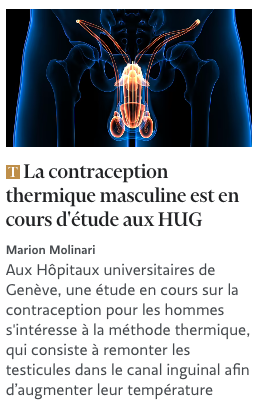 T La contraception
thermique masculine est en
cours d'étude aux HUG
Marion Molinari
Aux Hôpitaux universitaires de
Genève, une étude en cours sur la
contraception pour les hommes
s'intéresse à la méthode thermique,
qui consiste à remonter les
testicules dans le canal inguinal afin
d’augmenter leur température